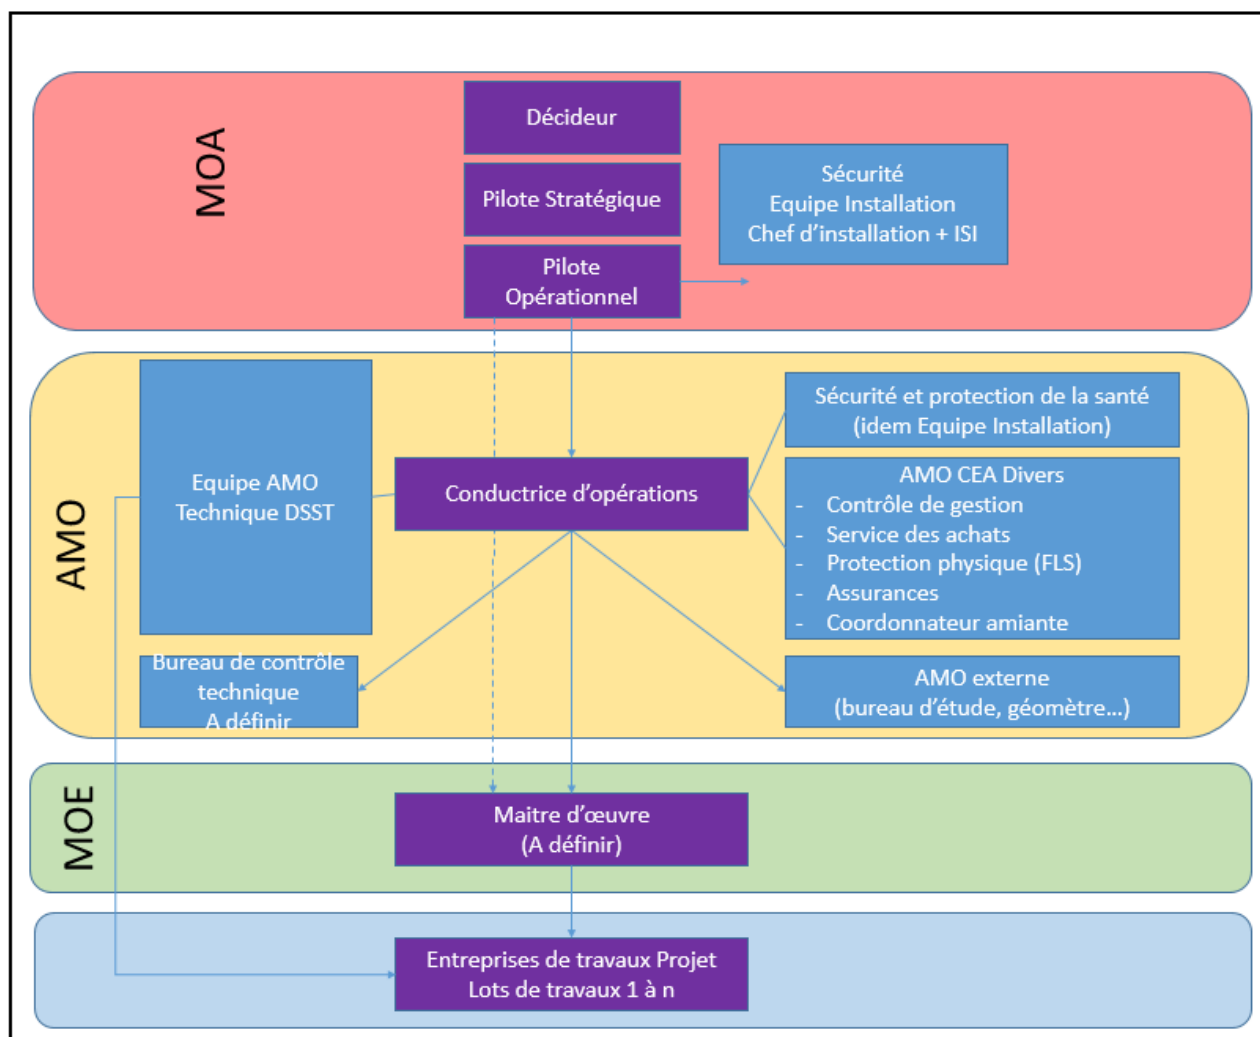 MOA
Décideur
Pilote Stratégique
Pilote
Opérationnel
Sécurité
Equipe Installation
Chef d'installation + ISI
AMO
Equipe AMO
Technique DSST
Conductrice d'opérations
Sécurité et protection de la santé
(idem Equipe Installation)
AMO CEA Divers
- Contrôle de gestion
- Service des achats
- Protection physique (FLS)
- Assurances
- Coordonnateur amiante
Bureau de contrôle
technique
A définir
AMO externe
(bureau d'étude, géomètre...)
MOE
Maitre d'œuvre
(A définir)
Entreprises de travaux Projet
Lots de travaux 1 à n